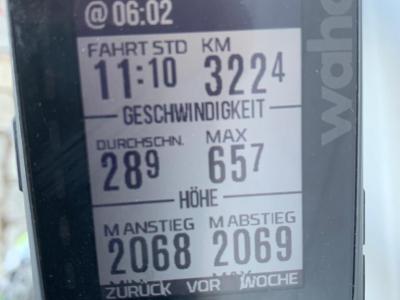 @ 06:02
FAHRT STD KM
11:10 322⁴
GESCHWINDIGKEIT
DURCHSCHN. MAX
28⁹ 65⁷
HÖHE
M ANSTIEG M ABSTIEG
2068 2069
ZURÜCK VOR WOCHE
waho